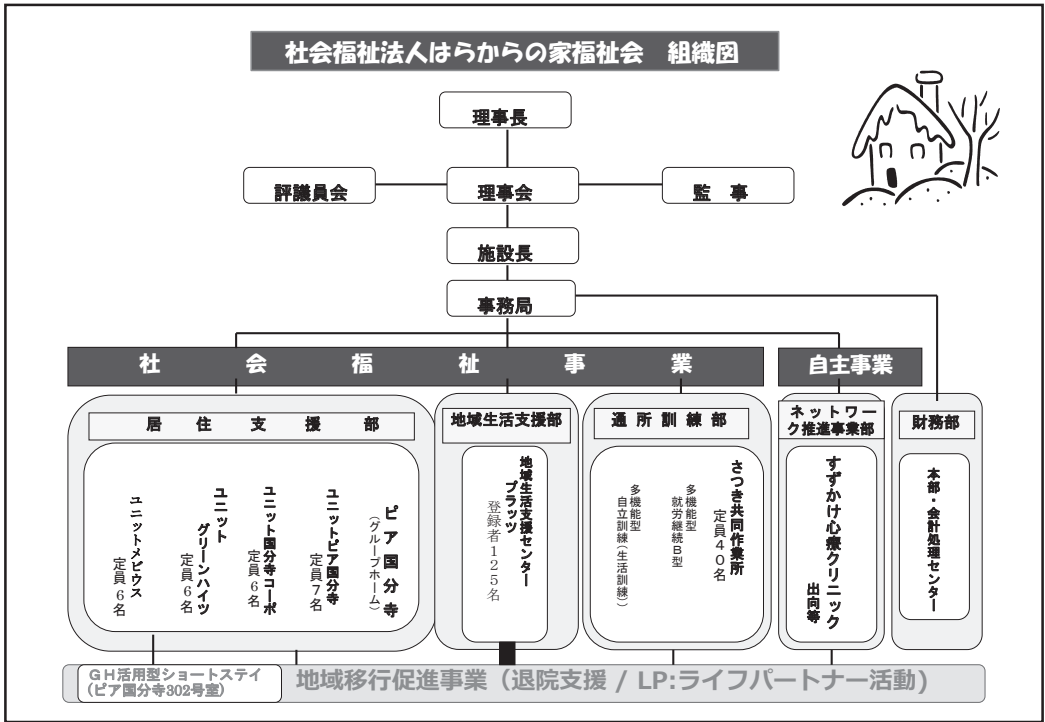 社会福祉法人はらからの家福祉会　組織図
理事長
評議員会
理事会
監　事
施設長
事務局
社会福祉事業
自主事業
居住支援部
ピア国分寺
(グループホーム)
ユニットピア国分寺
定員7名
ユニット国分寺コーポ
定員6名
ユニット
グリーンハイツ
定員6名
ユニットメビウス
定員6名
地域生活支援部
地域生活支援センター
プラッツ
登録者125名
通所訓練部
さつき共同作業所
定員40名
多機能型
就労継続B型
多機能型
自立訓練(生活訓練))
ネットワー
ク推進事業部
すずかけ心療クリニック
出向等
財務部
本部・会計処理センター
GH活用型ショートステイ
(ピア国分寺302号室)
地域移行促進事業（退院支援 / LP:ライフパートナー活動)